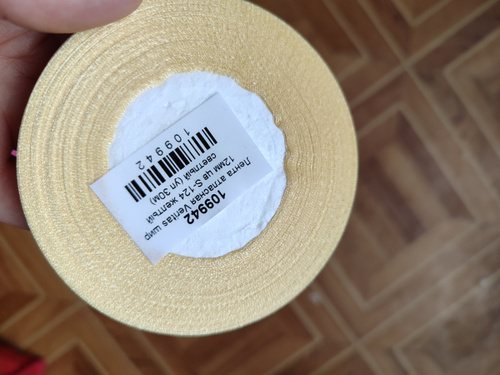 109942
Лента атласная Veritas шир
12мм цв S-124 желтый
светлый (уп 30м)
109942